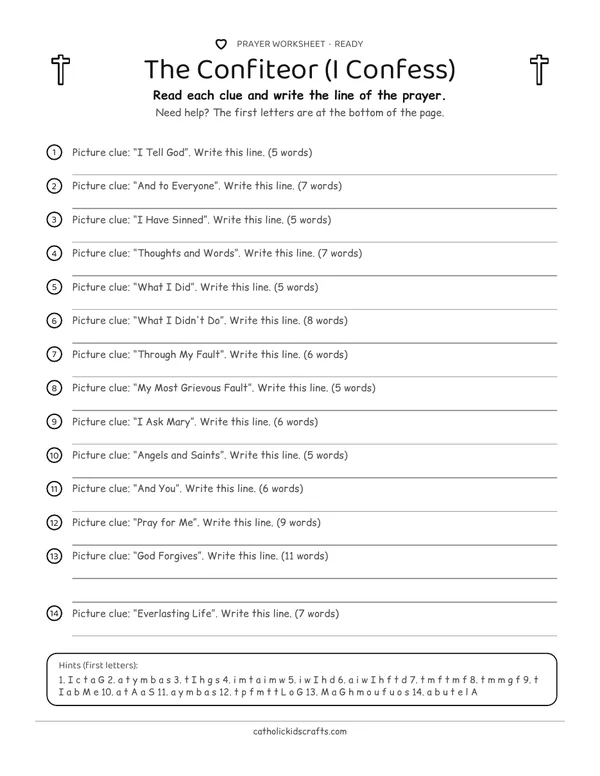 PRAYER WORKSHEET · READY
The Confiteor (I Confess)
Read each clue and write the line of the prayer.
Need help? The first letters are at the bottom of the page.
1 Picture clue: “I Tell God”. Write this line. (5 words)
2 Picture clue: “And to Everyone”. Write this line. (7 words)
3 Picture clue: “I Have Sinned”. Write this line. (5 words)
4 Picture clue: “Thoughts and Words”. Write this line. (7 words)
5 Picture clue: “What I Did”. Write this line. (5 words)
6 Picture clue: “What I Didn't Do”. Write this line. (8 words)
7 Picture clue: “Through My Fault”. Write this line. (6 words)
8 Picture clue: “My Most Grievous Fault”. Write this line. (5 words)
9 Picture clue: “I Ask Mary”. Write this line. (6 words)
10 Picture clue: “Angels and Saints”. Write this line. (5 words)
11 Picture clue: “And You”. Write this line. (6 words)
12 Picture clue: “Pray for Me”. Write this line. (9 words)
13 Picture clue: “God Forgives”. Write this line. (11 words)
14 Picture clue: “Everlasting Life”. Write this line. (7 words)
Hints (first letters):
1. I c t a G 2. a t y m b a s 3. t I h g s 4. i m t a i m w 5. i w I h d 6. a i w I h f t d 7. t m f t m f 8. t m m g f 9. t
I a b M e 10. a t A a S 11. a y m b a s 12. t p f m t t L o G 13. M a G h m o u f u o s 14. a b u t e l A
catholickidscrafts.com